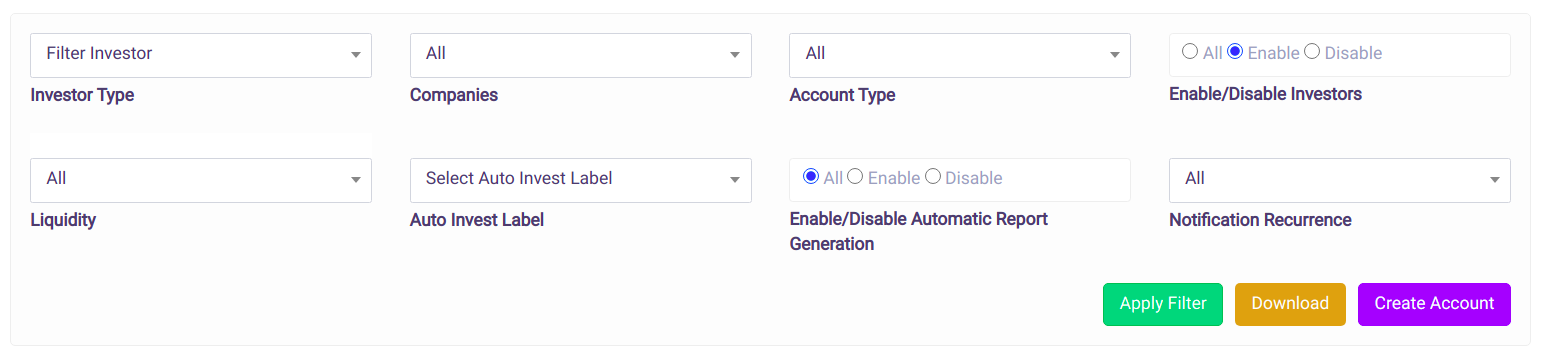 Filter Investor
All
All
All Enable Disable
Investor Type
Companies
Account Type
Enable/Disable Investors
All
Select Auto Invest Label
All Enable Disable
All
Liquidity
Auto Invest Label
Enable/Disable Automatic Report
Generation
Notification Recurrence
Apply Filter
Download
Create Account